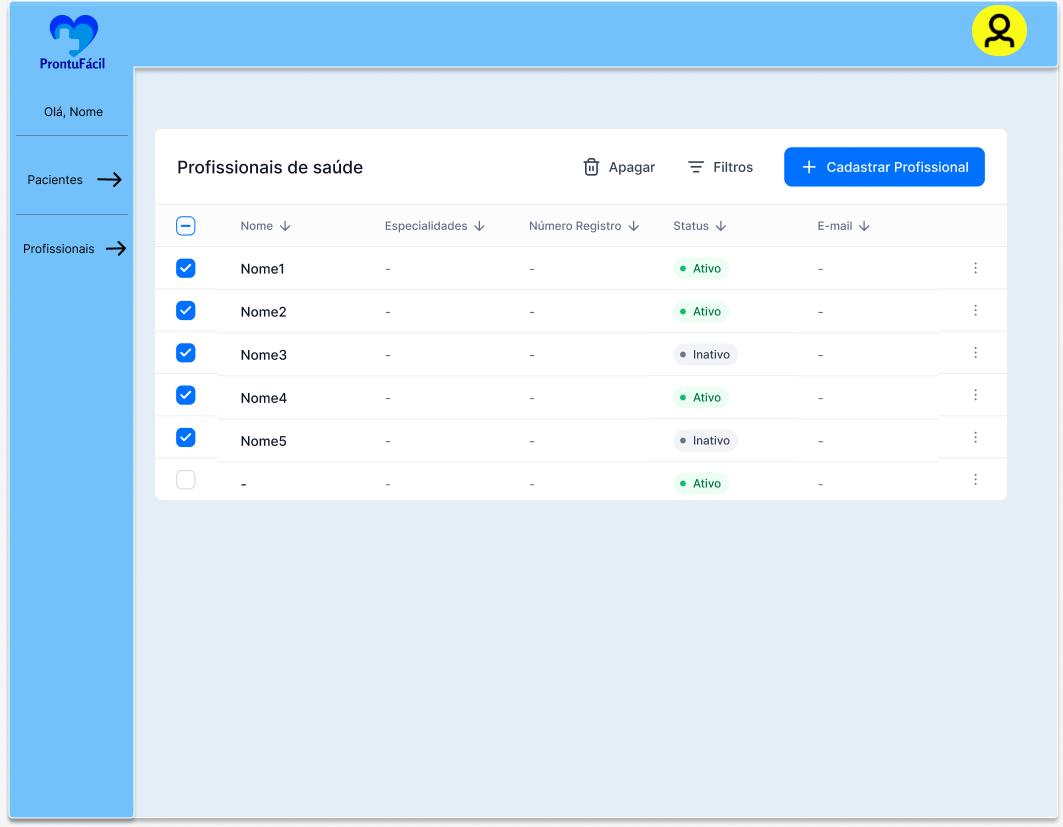 ProntuFácil
Olá, Nome
Pacientes
Profissionais
Profissionais de saúde
Apagar
Filtros
+ Cadastrar Profissional
Nome Especialidades Número Registro Status E-mail
Nome1 - - Ativo -
Nome2 - - Ativo -
Nome3 - - Inativo -
Nome4 - - Ativo -
Nome5 - - Inativo -
- - - Ativo -